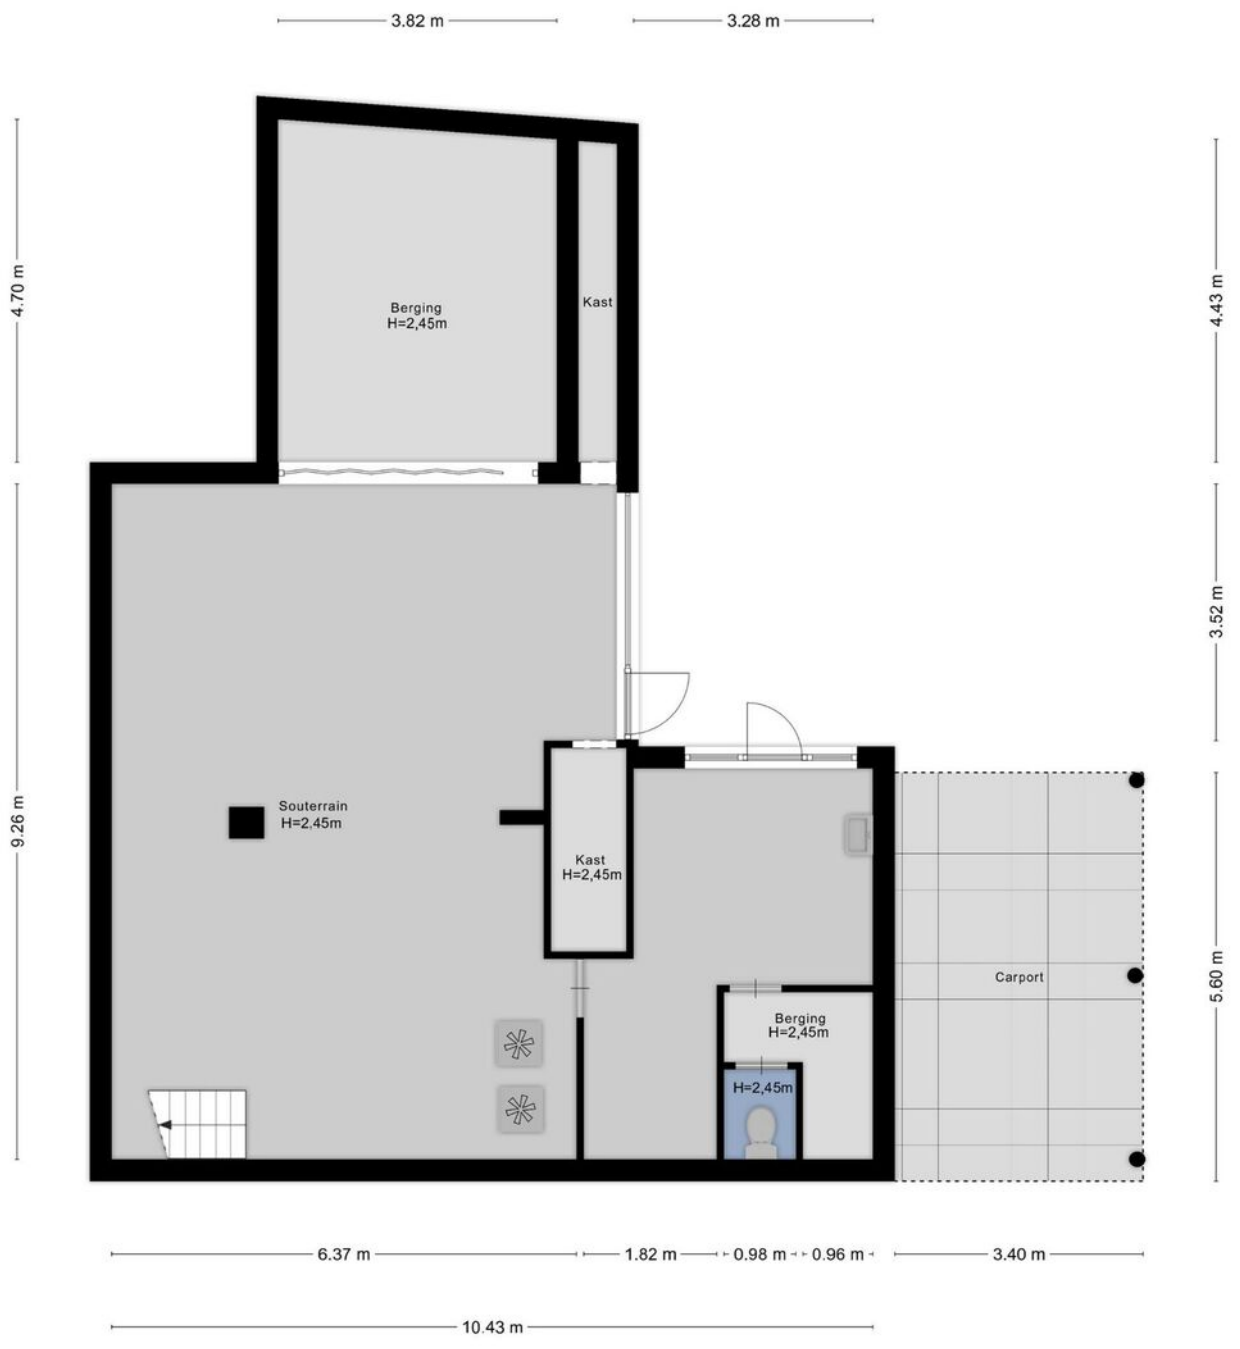 3.82 m
3.28 m
4.70 m
4.43 m
Berging
H=2,45m
Kast
3.52 m
9.26 m
Souterrain
H=2.45m
Kast
H=2,45m
5.60 m
Carport
Berging
H=2,45m
H=2,45m
6.37 m
1.82 m
0.98 m
0.96 m
3.40 m
10.43 m